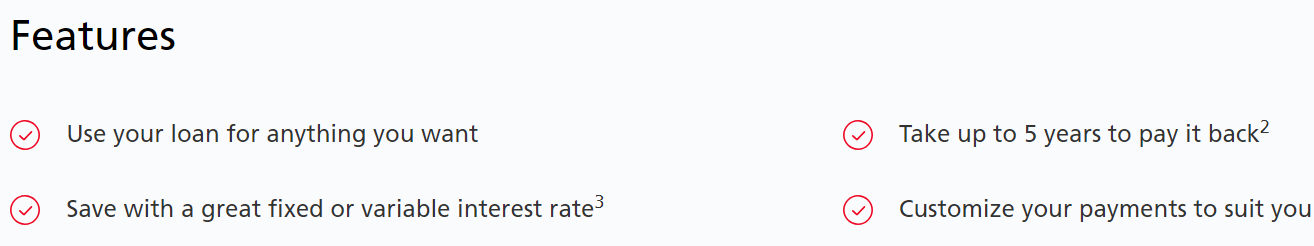 Features
Use your loan for anything you want
Take up to 5 years to pay it back2
Save with a great fixed or variable interest rate3
Customize your payments to suit you